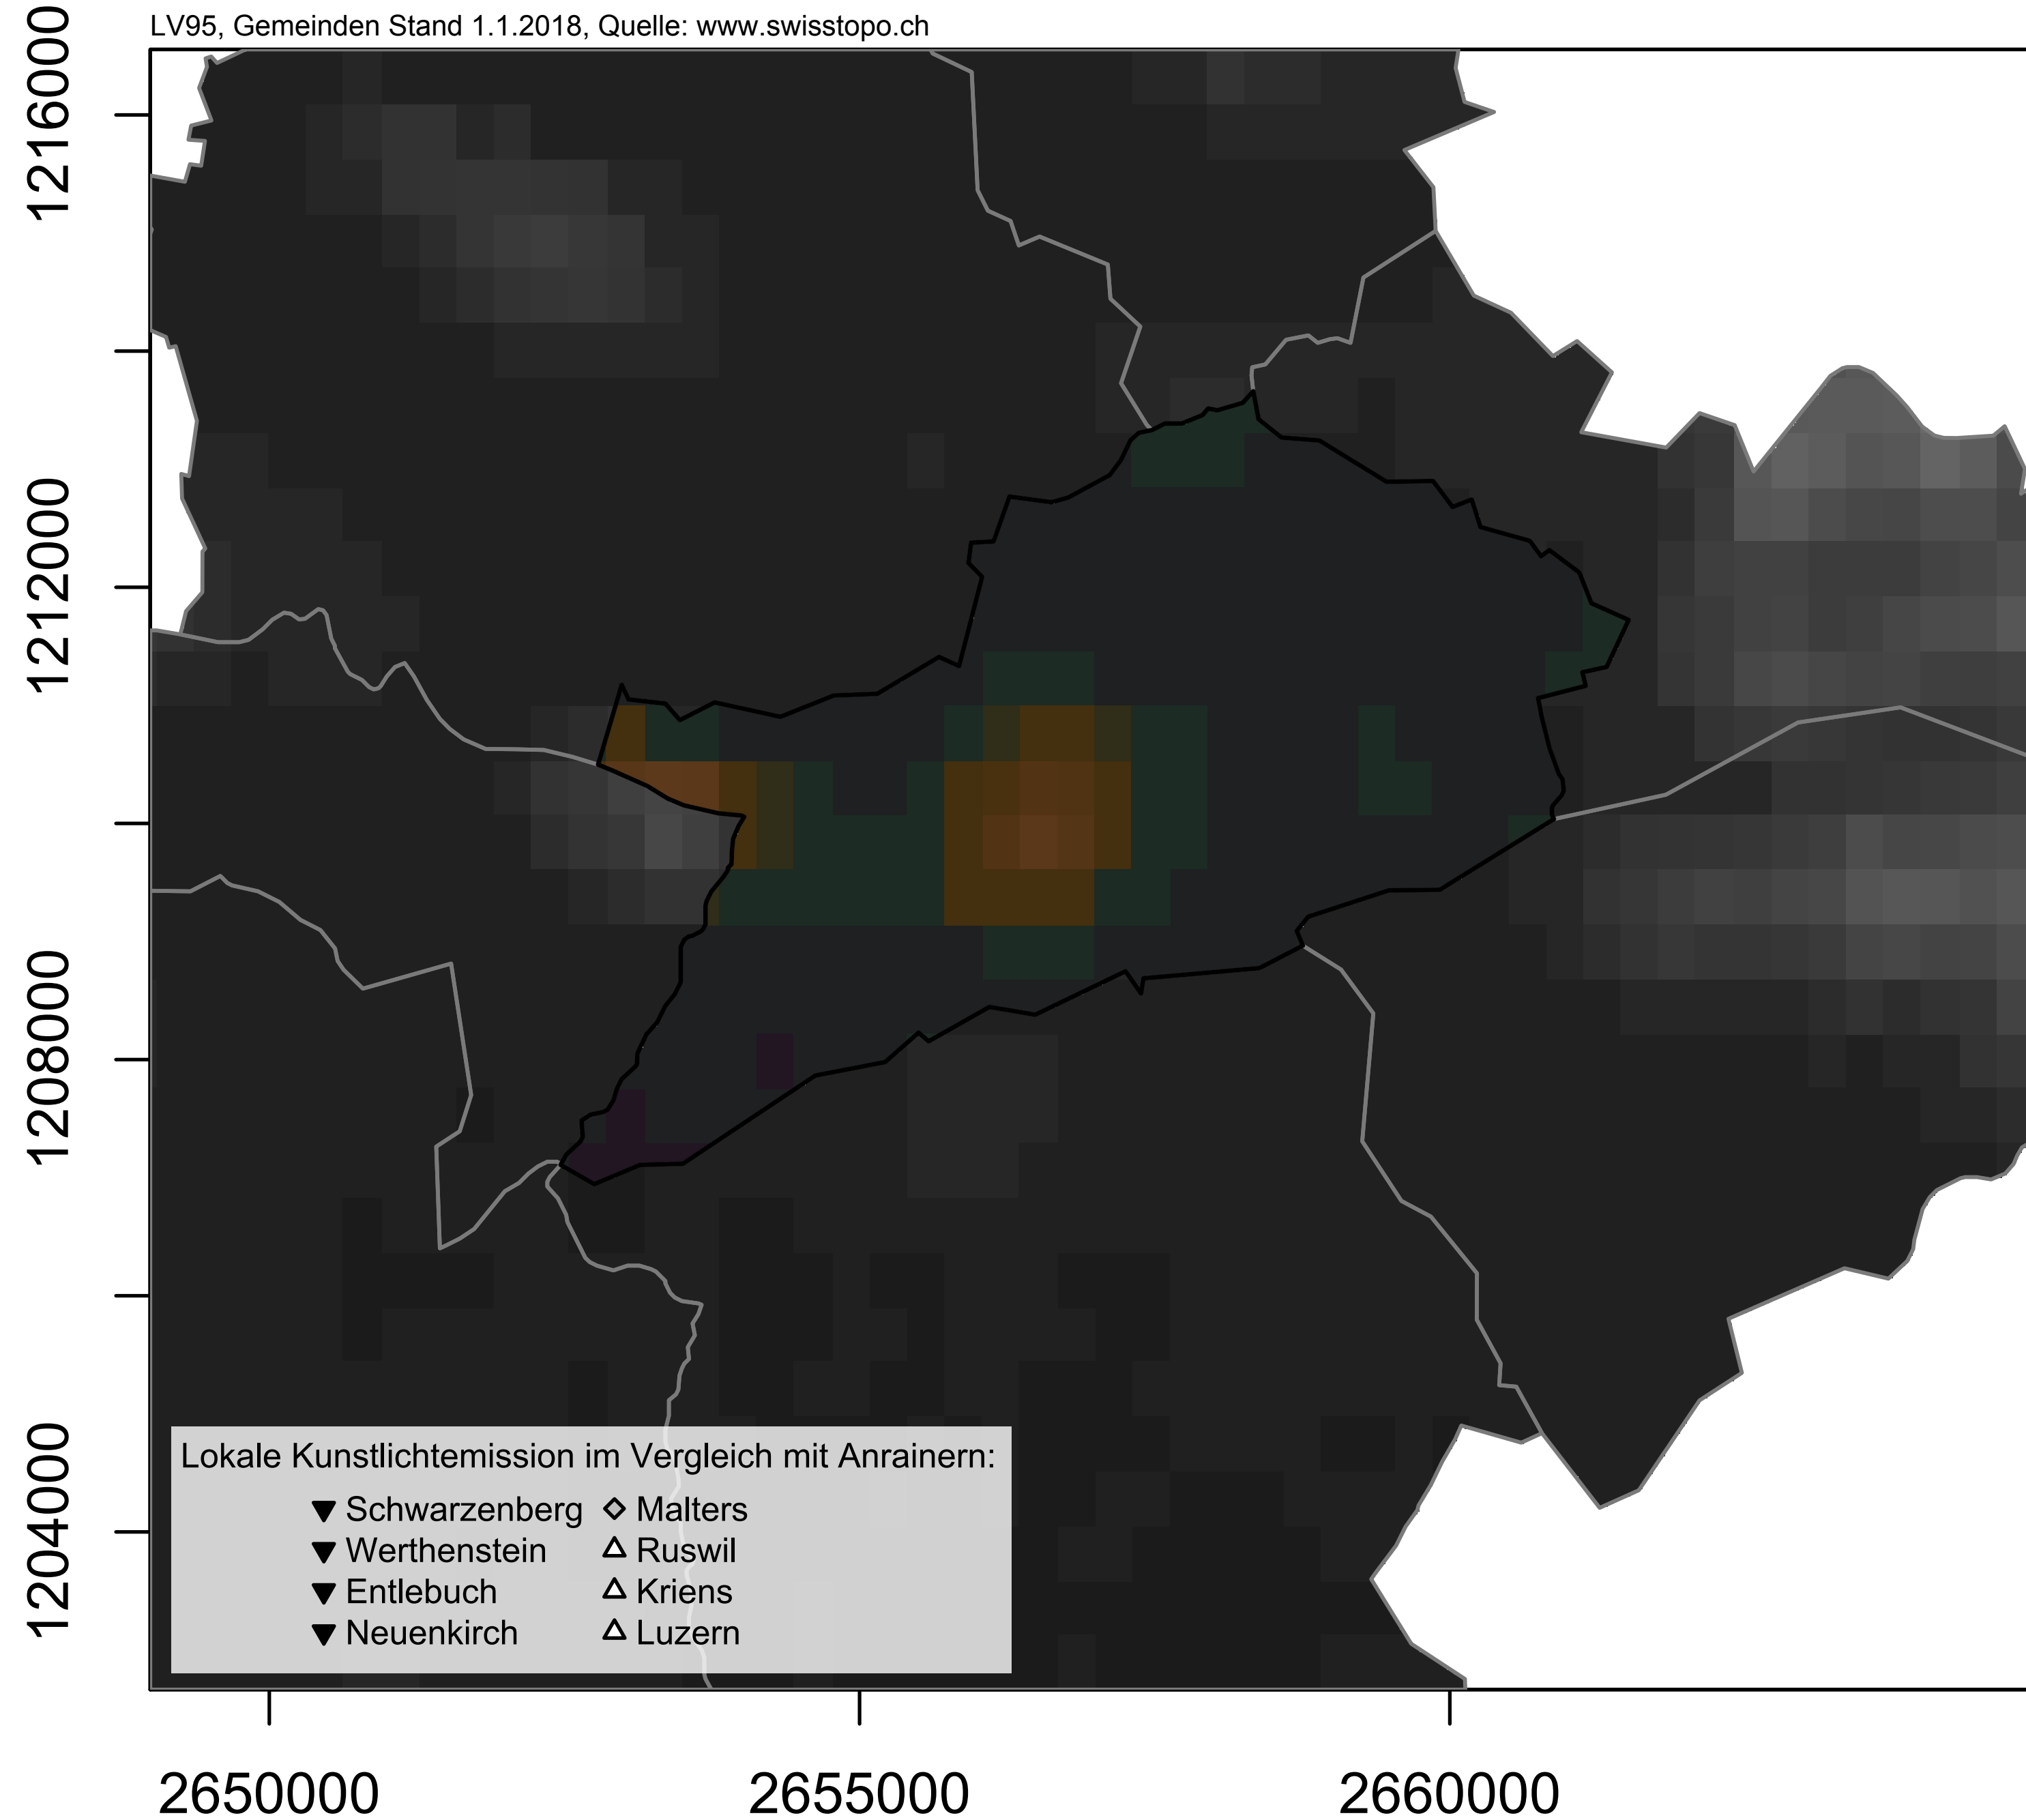 LV95, Gemeinden Stand 1.1.2018, Quelle: www.swisstopo.ch
1216000
1212000
1208000
1204000
Lokale Kunstlichtemission im Vergleich mit Anrainern:
Schwarzenberg Malters
Werthenstein Ruswil
Entlebuch Kriens
Neuenkirch Luzern
2650000 2655000 2660000